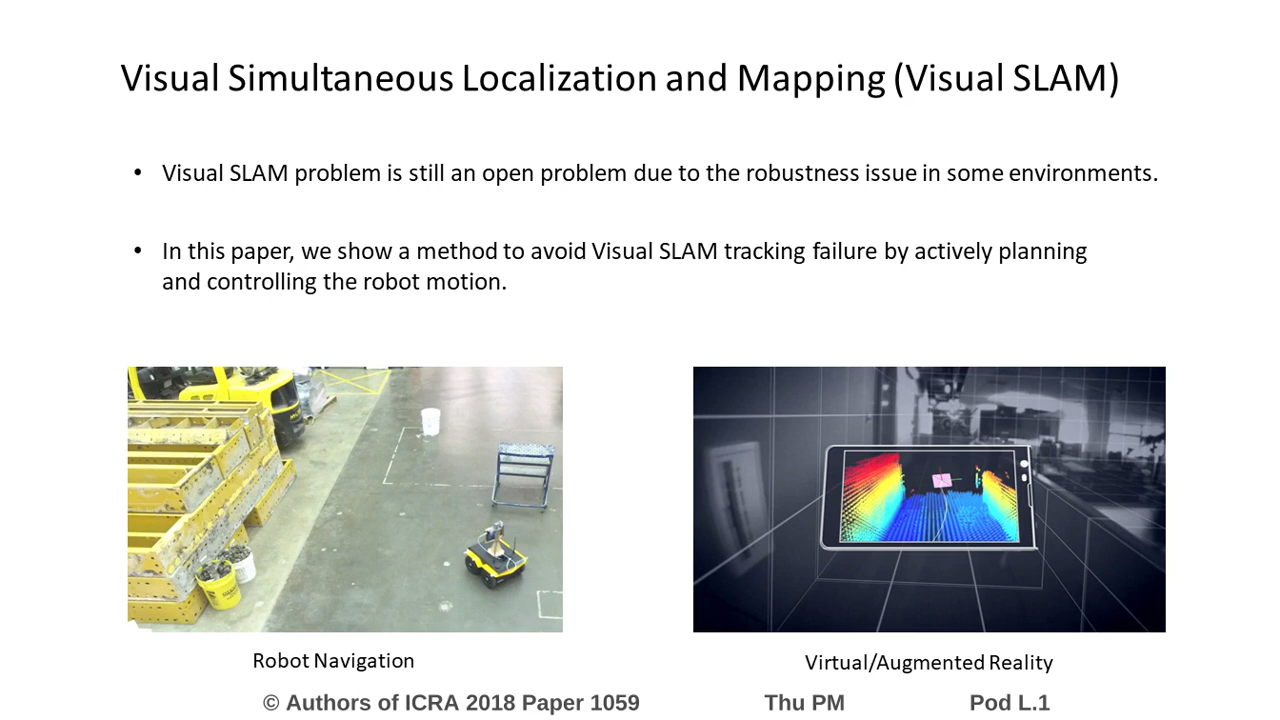 Visual Simultaneous Localization and Mapping (Visual SLAM)
• Visual SLAM problem is still an open problem due to the robustness issue in some environments.
• In this paper, we show a method to avoid Visual SLAM tracking failure by actively planning
and controlling the robot motion.
Robot Navigation
Virtual/Augmented Reality
© Authors of ICRA 2018 Paper 1059 Thu PM Pod L.1